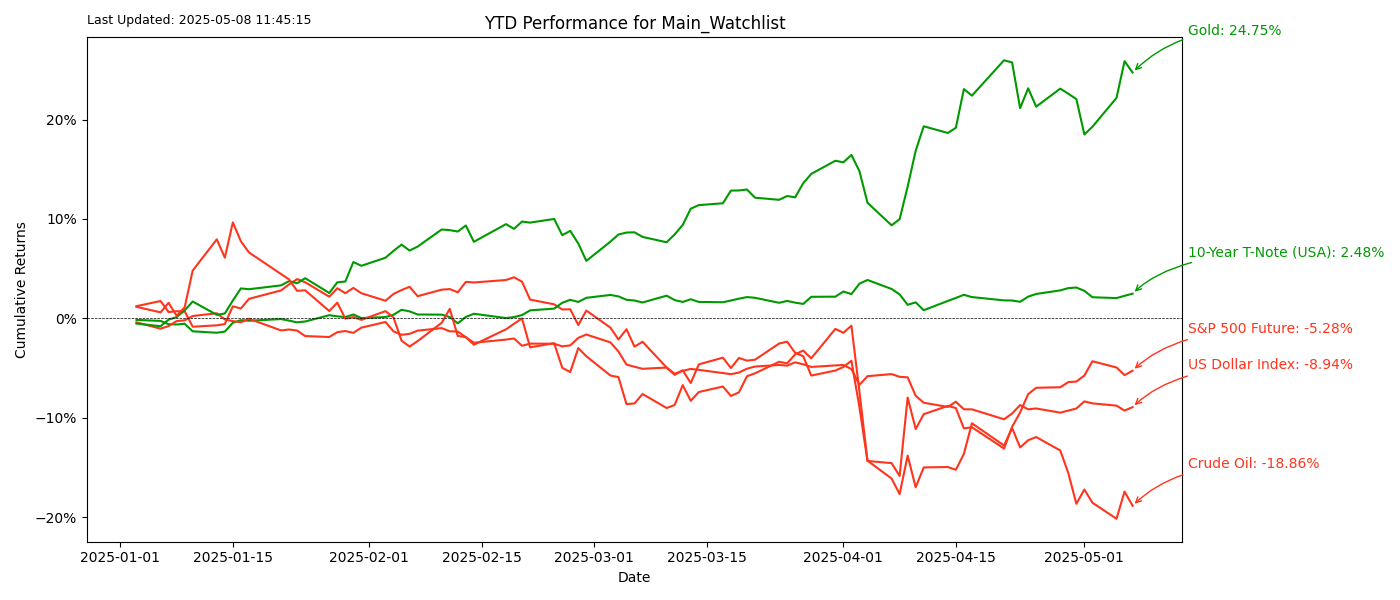 Last Updated: 2025-05-08 11:45:15
YTD Performance for Main_Watchlist
Gold: 24.75%
10-Year T-Note (USA): 2.48%
S&P 500 Future: -5.28%
US Dollar Index: -8.94%
Crude Oil: -18.86%
Cumulative Returns
20%
10%
0%
−10%
−20%
2025-01-01
2025-01-15
2025-02-01
2025-02-15
2025-03-01
2025-03-15
2025-04-01
2025-04-15
2025-05-01
Date